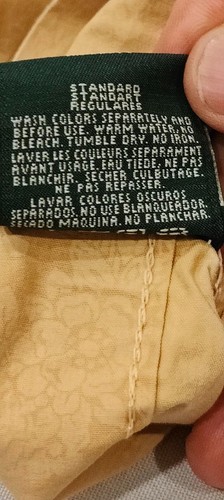 STANDARD
STANDART
REGULARES
WASH COLORS SEPARATELY AND
BEFORE USE. WARM WATER, NO
BLEACH. TUMBLE DRY. NO IRON.
LAVER LES COULEURS SEPAREMENT
AVANT USAGE. EAU TIEDE, NE PAS
BLANCHIR. SECHER CULBUTAGE.
NE PAS REPASSER.
LAVAR COLORES OSCUROS
SEPARADOS. NO USE BLANQUEADOR.
SECADO MAQUINA. NO PLANCHAR.